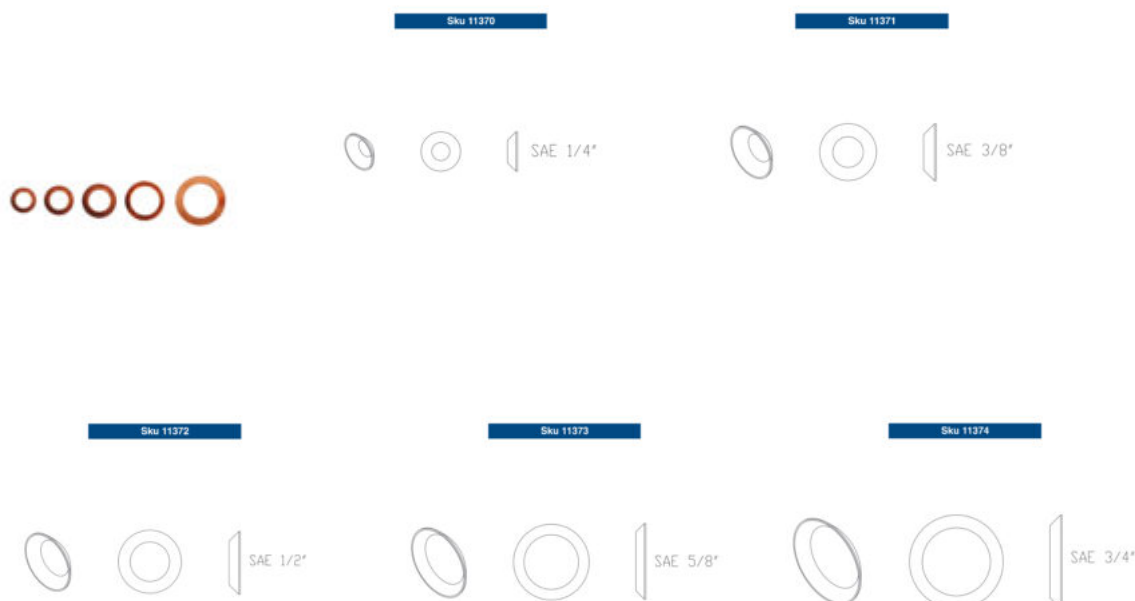 Sku 11370
Sku 11371
SAE 1/4"
SAE 3/8"
Sku 11372
Sku 11373
Sku 11374
SAE 1/2"
SAE 5/8"
SAE 3/4"